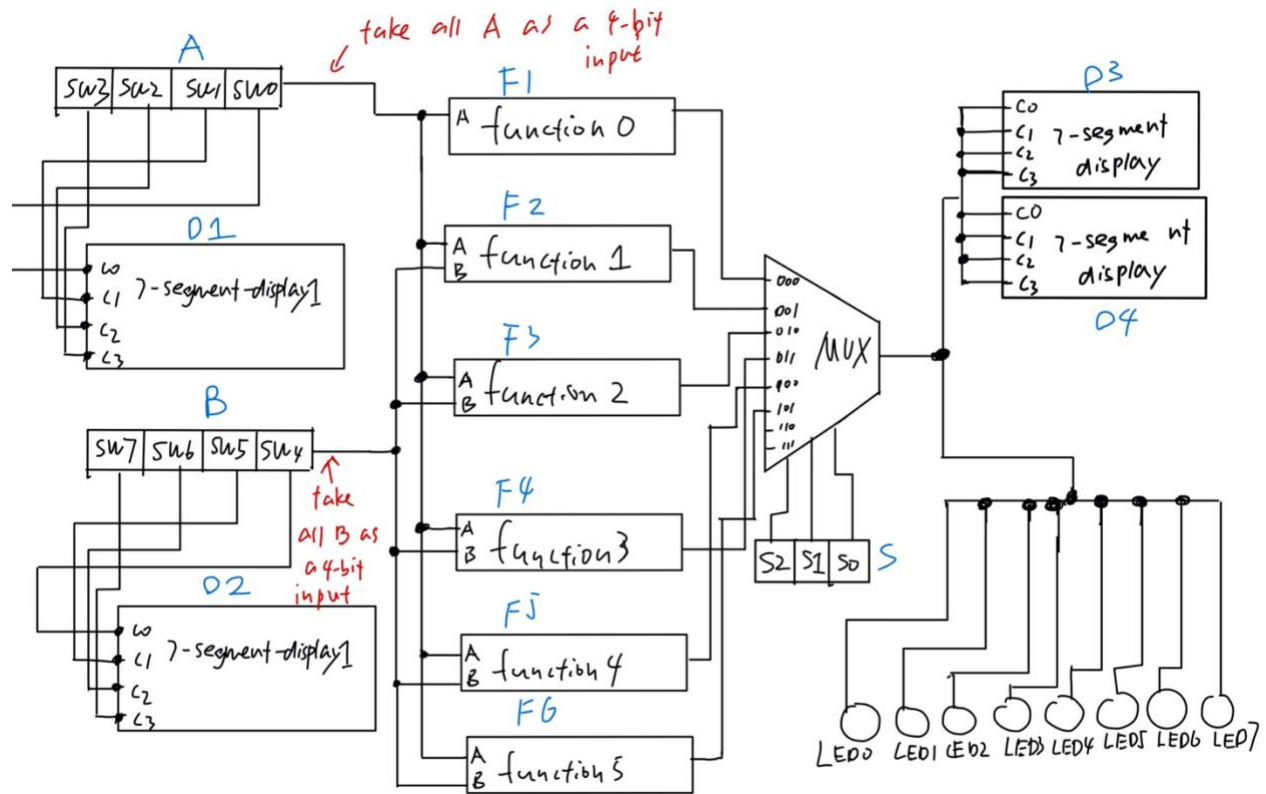 take all A as a 4-bit
input
A
SW3 SW2 SW1 SW0
D1
C0
C1
C2
C3
7-segment-display1
B
SW7 SW6 SW5 SW4
take
all B as
a 4-bit
input
D2
C0
C1
C2
C3
7-segment-display1
F1
A function 0
F2
A
B function 1
F3
A
B function 2
F4
A
B function 3
F5
A
B function 4
F6
A
B function 5
000
001
010
011
100
101
110
111
MUX
S2 S1 S0 S
D3
C0
C1
C2
C3
7-segment
display
C0
C1
C2
C3
7-segme nt
display
D4
LED0 LED1 LED2 LED3 LED4 LED5 LED6 LED7